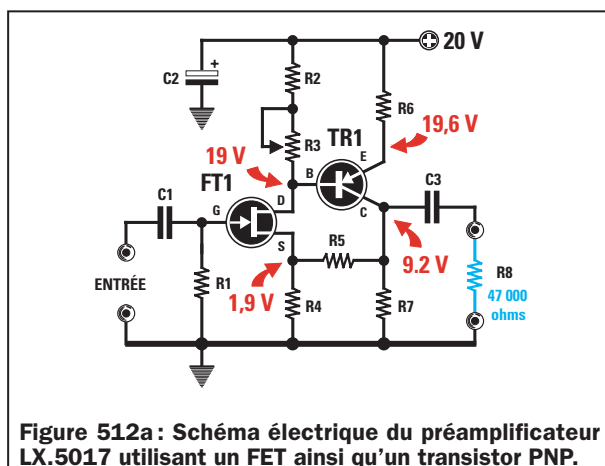 20 V
C2
+
R2
R6
19,6 V
R3
TR1
E
19 V
B
C3
FT1
D
C1
G
C
S
R5
9.2 V
R8
ENTRÉE
R1
1,9 V
R4
R7
47 000
ohms
Figure 512a: Schéma électrique du préamplificateur
LX.5017 utilisant un FET ainsi qu'un transistor PNP.